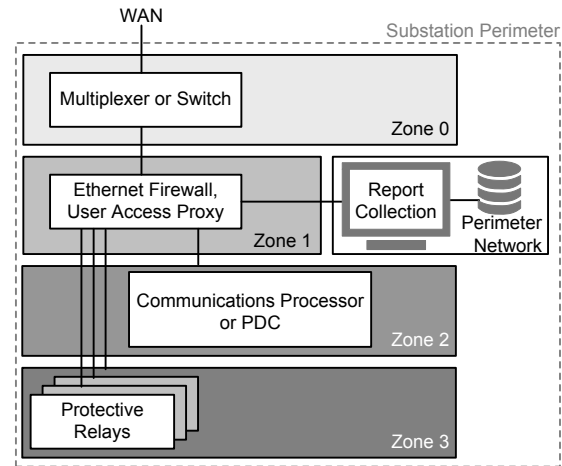 WAN
Substation Perimeter
Multiplexer or Switch
Zone 0
Ethernet Firewall,
User Access Proxy
Zone 1
Report
Collection
Perimeter
Network
Communications Processor
or PDC
Zone 2
Protective
Relays
Zone 3